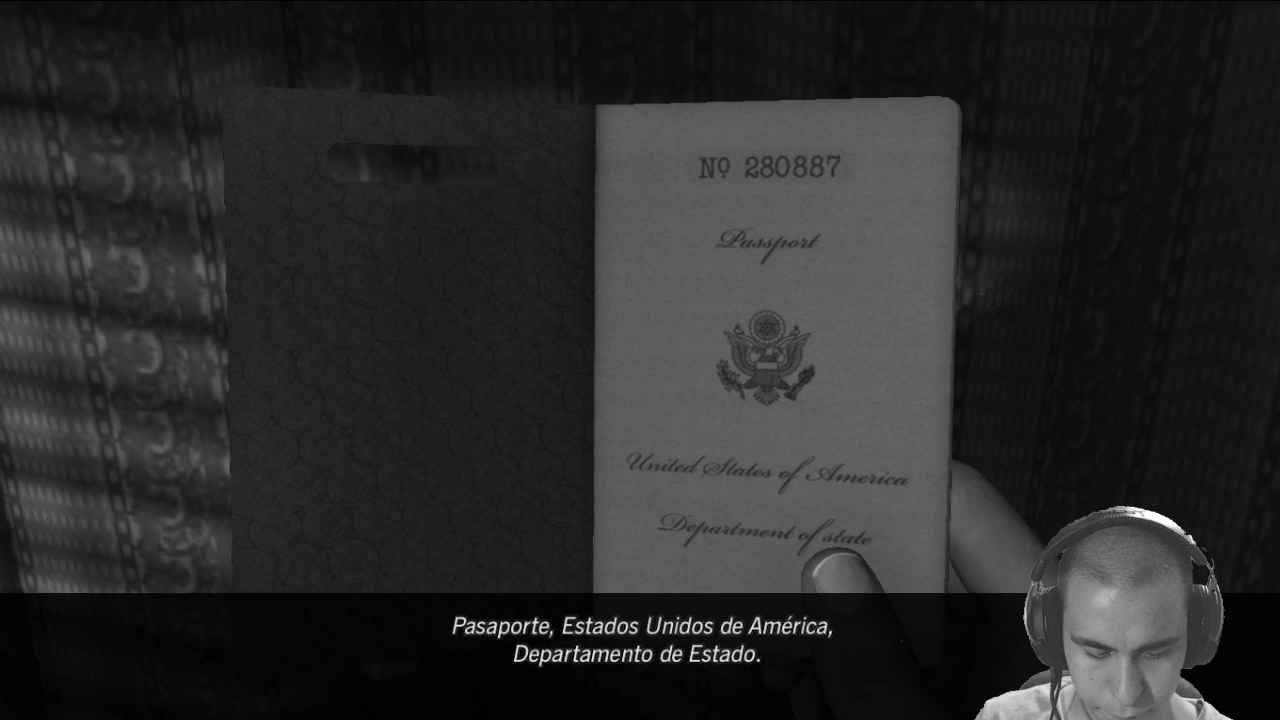 Nº 280887
Passport
United States of America
Department of state
Pasaporte, Estados Unidos de América,
Departamento de Estado.